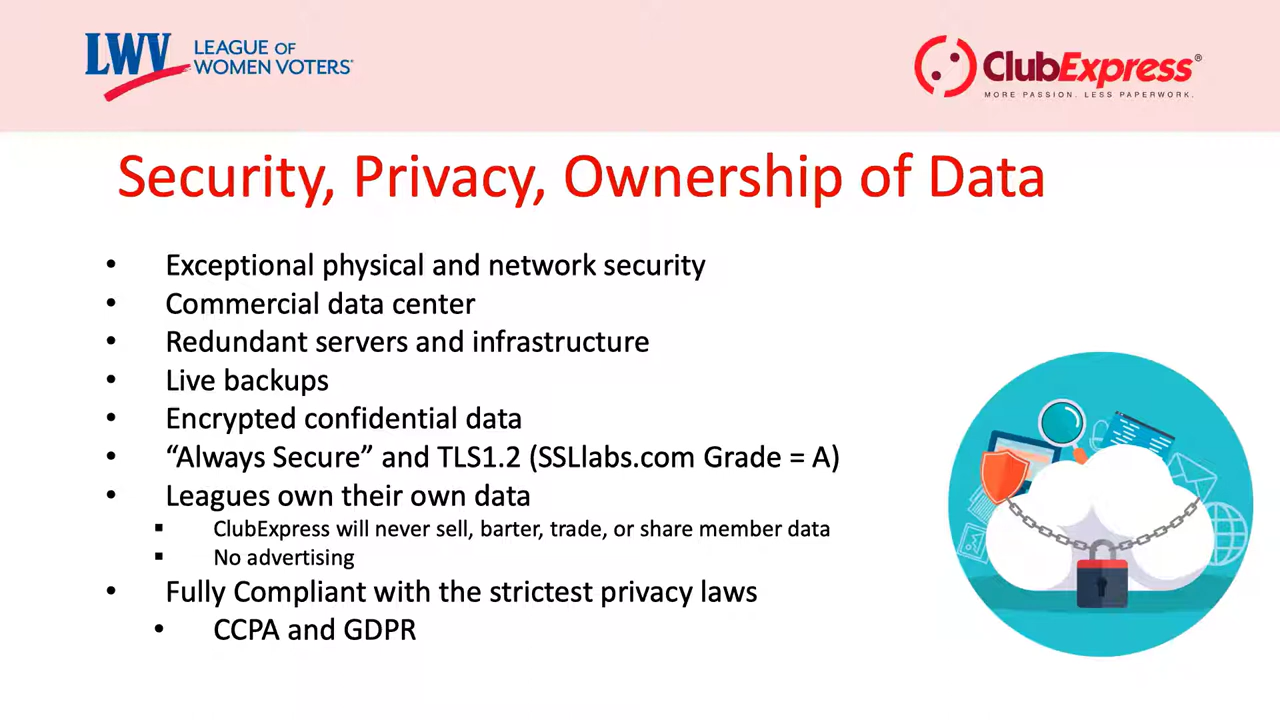 LWV LEAGUE OF
WOMEN VOTERS®
ClubExpress®
MORE PASSION. LESS PAPERWORK.
Security, Privacy, Ownership of Data
• Exceptional physical and network security
• Commercial data center
• Redundant servers and infrastructure
• Live backups
• Encrypted confidential data
• “Always Secure” and TLS1.2 (SSLlabs.com Grade = A)
• Leagues own their own data
▪ ClubExpress will never sell, barter, trade, or share member data
▪ No advertising
• Fully Compliant with the strictest privacy laws
• CCPA and GDPR